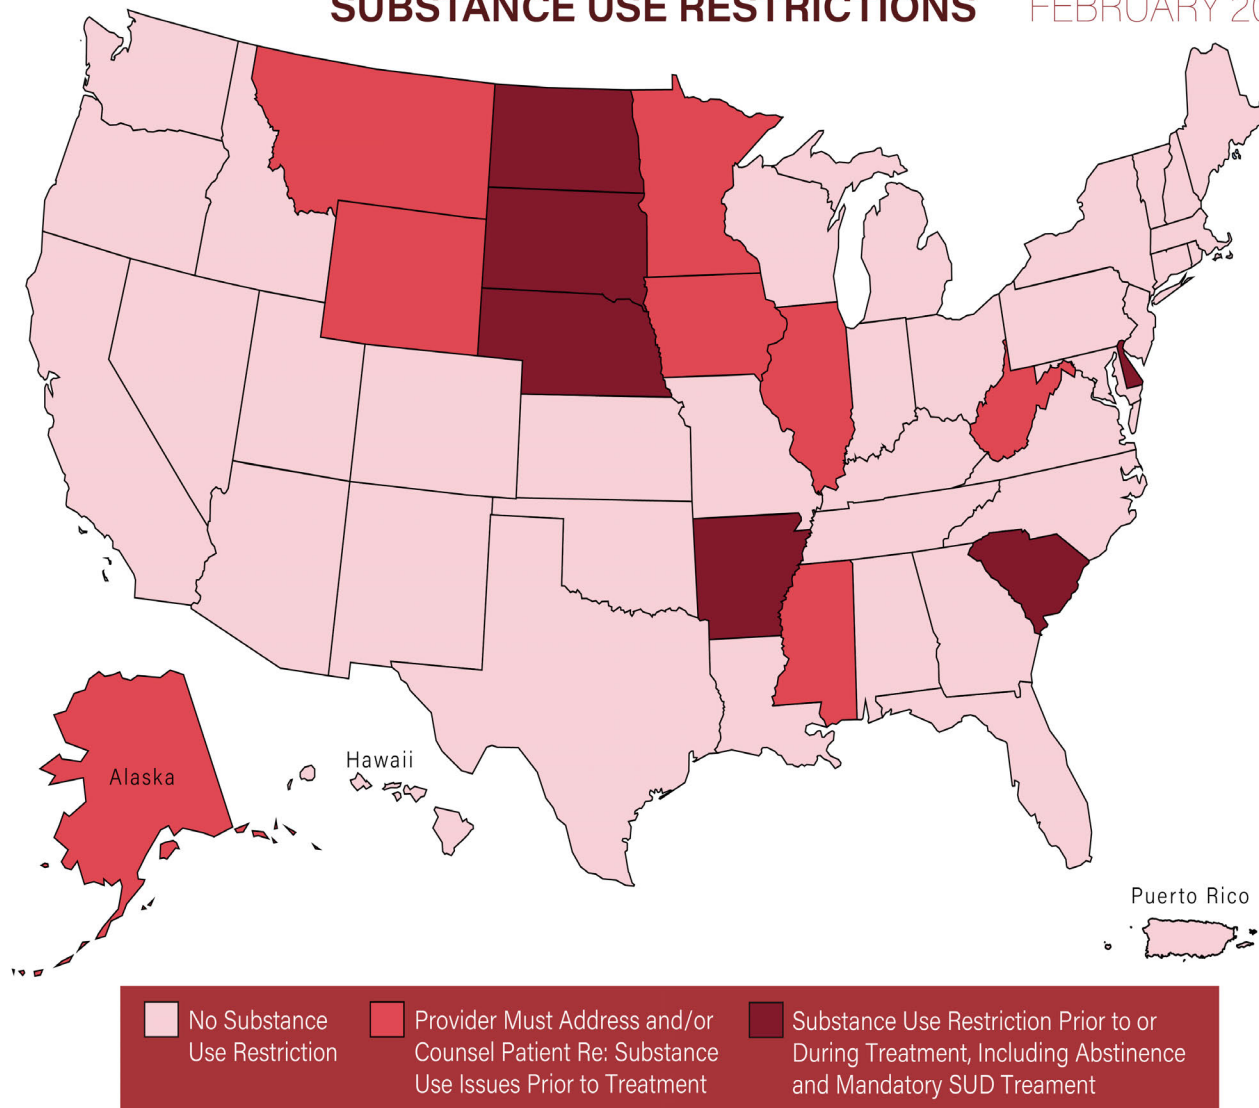 SUBSTANCE USE RESTRICTIONS FEBRUARY
Alaska
Hawaii
Puerto Rico
No Substance
Use Restriction
Provider Must Address and/or
Counsel Patient Re: Substance
Use Issues Prior to Treatment
Substance Use Restriction Prior to or
During Treatment, Including Abstinence
and Mandatory SUD Treament